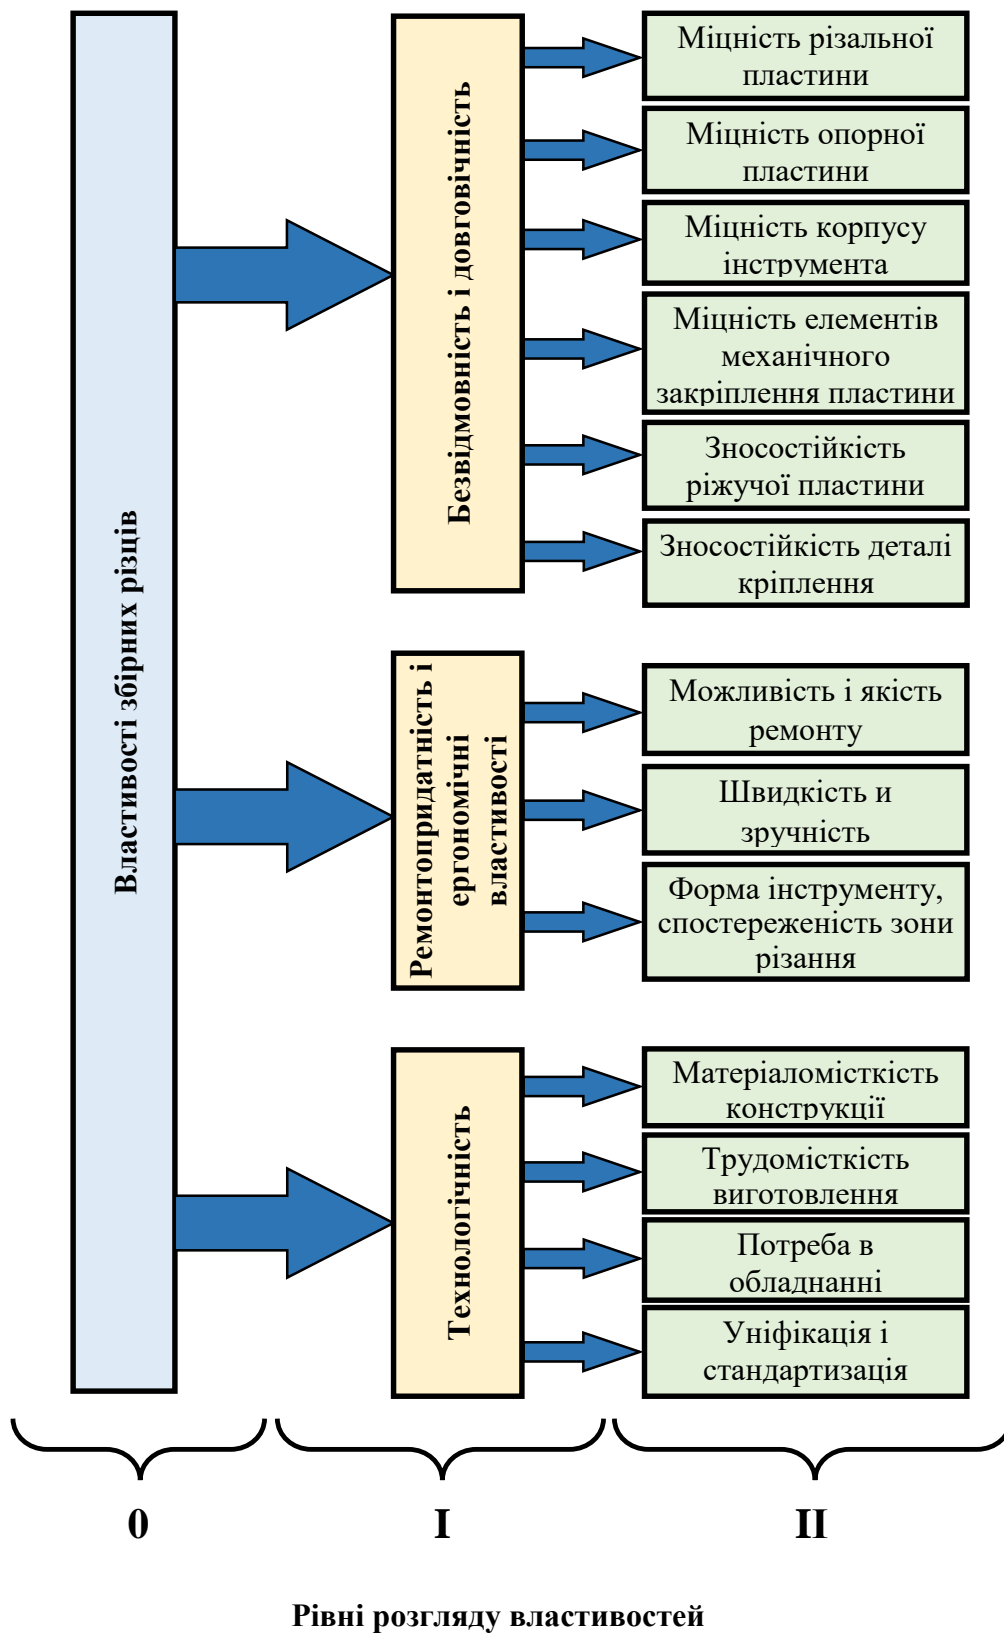 Властивості збірних різців
Безвідмовність і довговічність
Міцність різальної
пластини
Міцність опорної
пластини
Міцність корпусу
інструмента
Міцність елементів
механічного
закріплення пластини
Зносостійкість
ріжучої пластини
Зносостійкість деталі
кріплення
Ремонтопридатність і
ергономічні
властивості
Можливість і якість
ремонту
Швидкість и
зручність
Форма інструменту,
спостереженість зони
різання
Технологічність
Матеріаломісткість
конструкції
Трудомісткість
виготовлення
Потреба в
обладнанні
Уніфікація і
стандартизація
0
I
II
Рівні розгляду властивостей